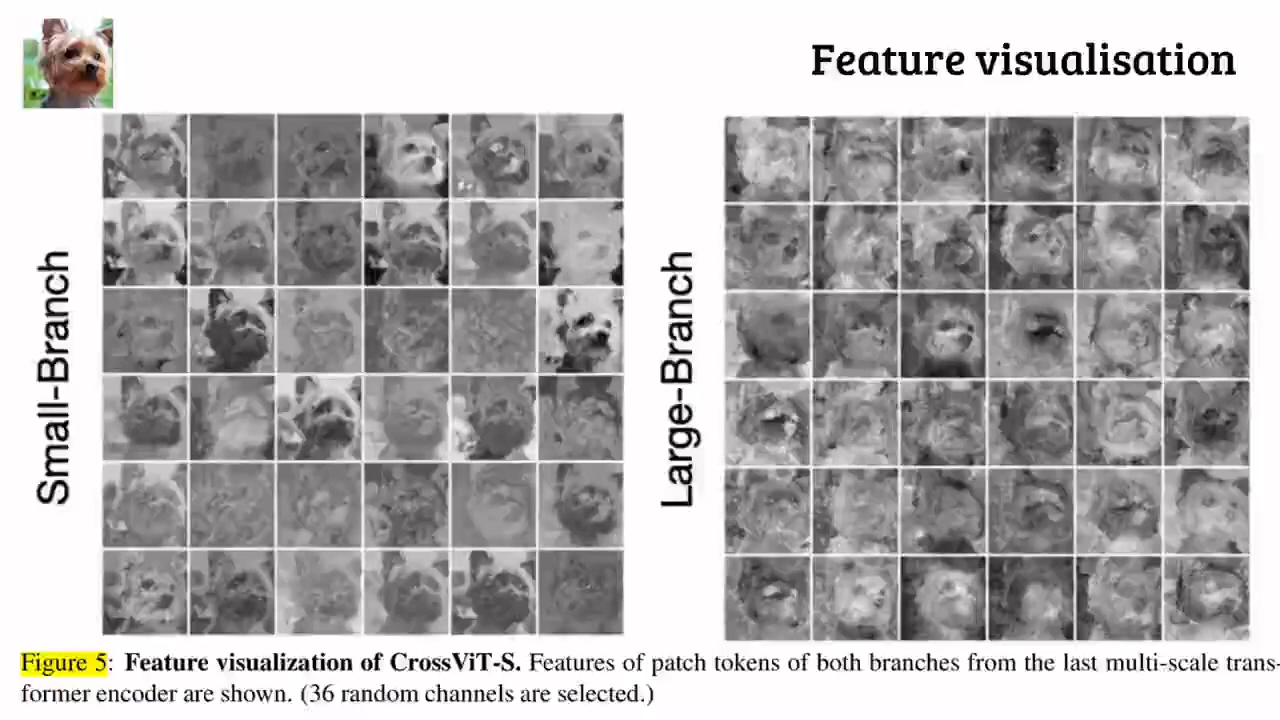 Feature visualisation
Small-Branch
Large-Branch
Figure 5: Feature visualization of CrossViT-S. Features of patch tokens of both branches from the last multi-scale trans-
former encoder are shown. (36 random channels are selected.)